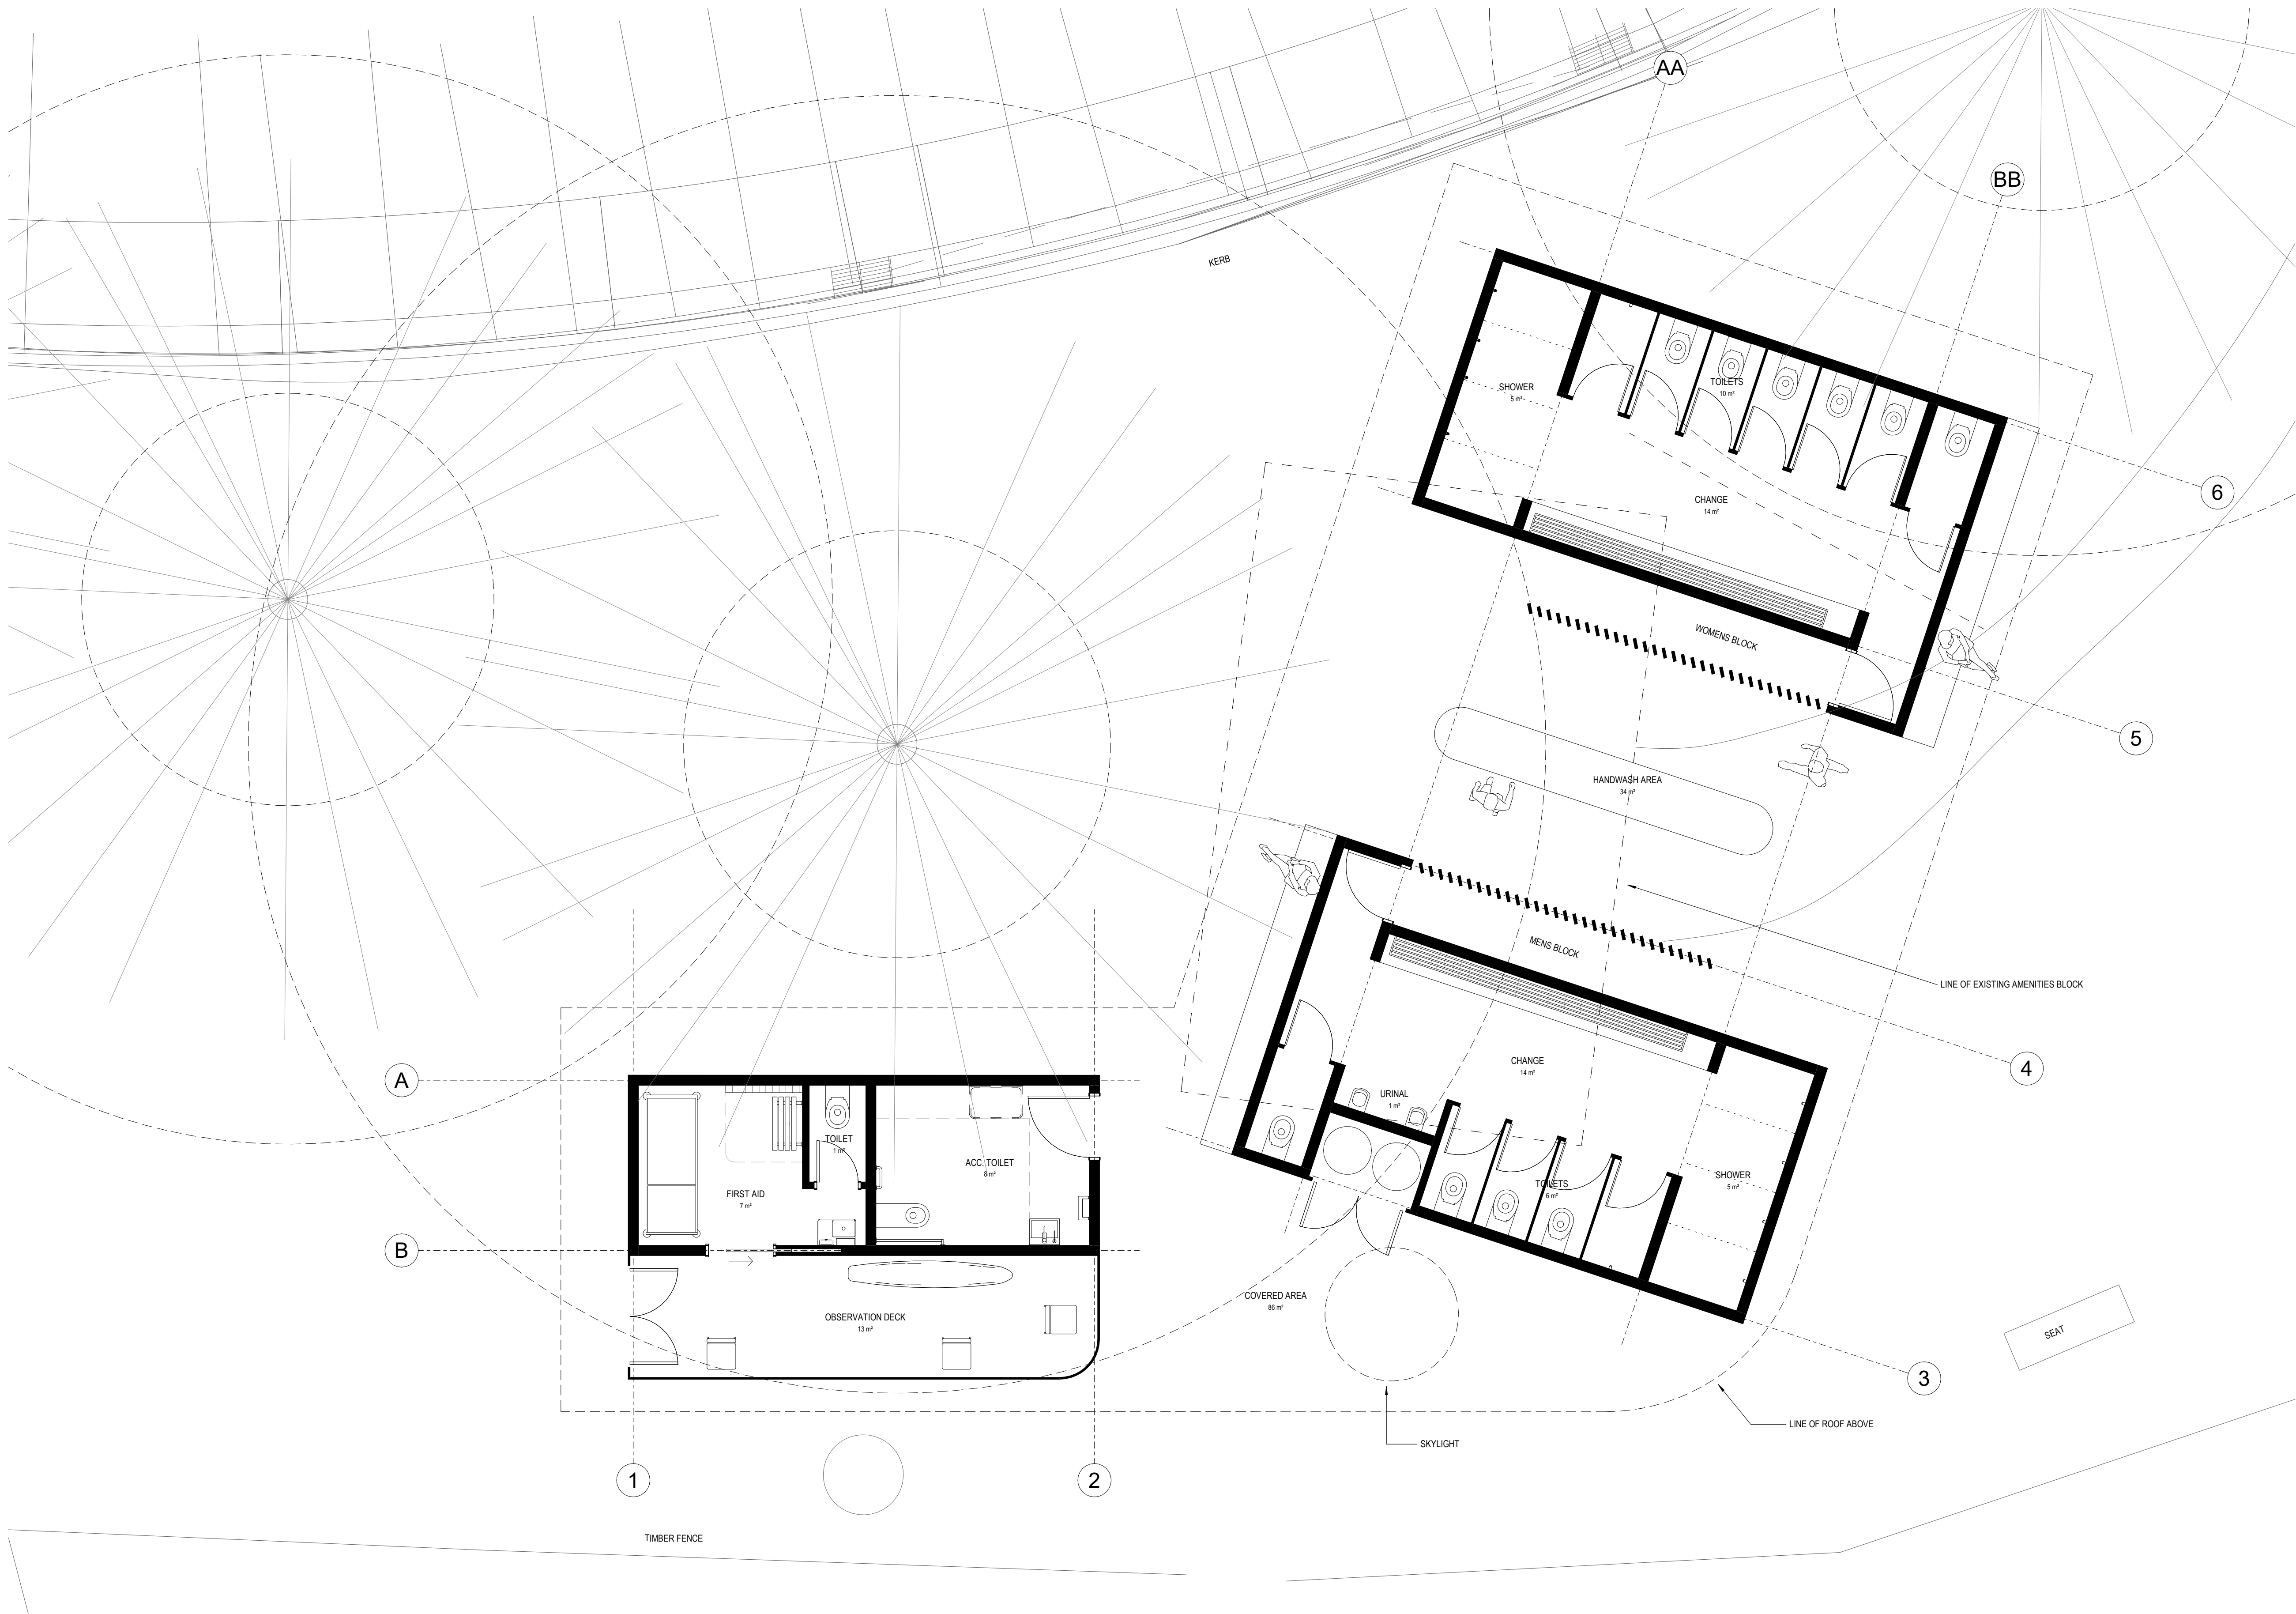 AA
BB
KERB
SHOWER
5 m²
TOILETS
10 m²
6
CHANGE
14 m²
WOMENS BLOCK
5
HANDWASH AREA
34 m²
MENS BLOCK
LINE OF EXISTING AMENITIES BLOCK
4
CHANGE
14 m²
A
URINAL
1 m²
TOILET
1 m²
ACC. TOILET
8 m²
SHOWER
5 m²
TOILETS
6 m²
FIRST AID
7 m²
B
COVERED AREA
86 m²
OBSERVATION DECK
13 m²
SEAT
3
LINE OF ROOF ABOVE
SKYLIGHT
1
2
TIMBER FENCE